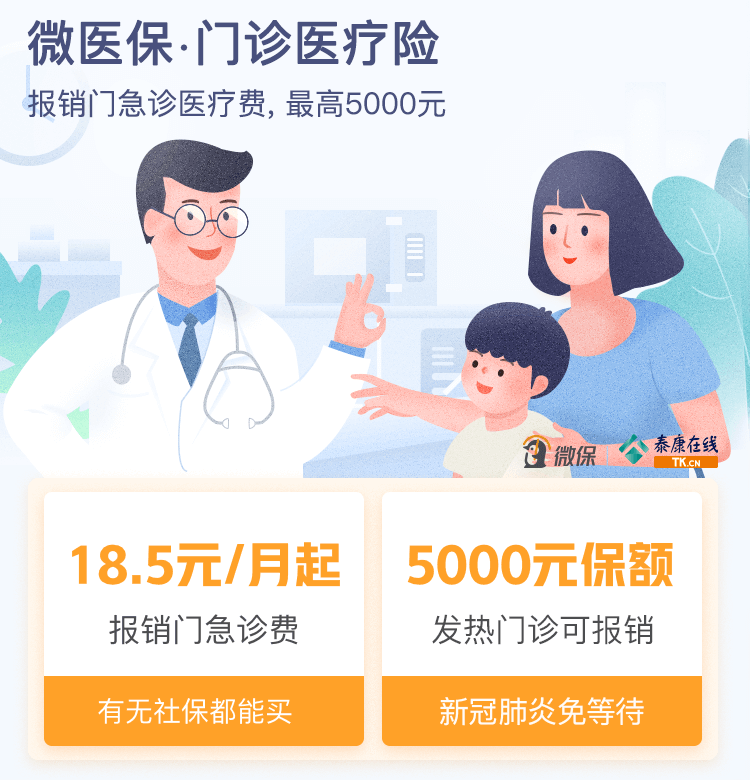 微医保·门诊医疗险
报销门急诊医疗费, 最高5000元
微保
泰康在线
TK.CN
18.5元/月起
报销门急诊费
有无社保都能买
5000元保额
发热门诊可报销
新冠肺炎免等待